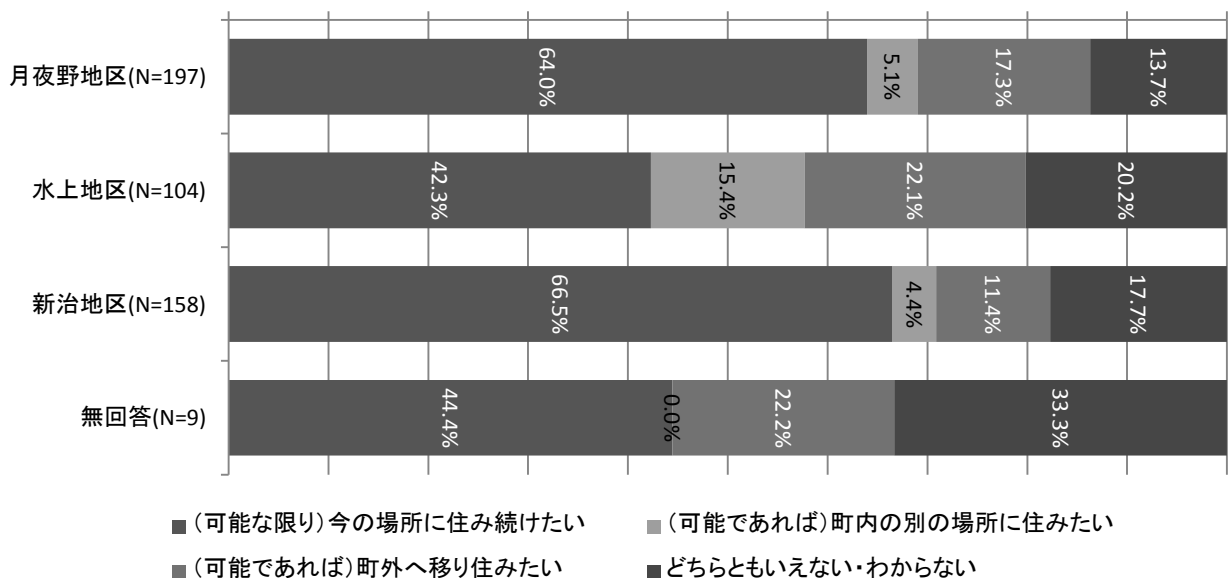 月夜野地区(N=197)
64.0%
5.1%
17.3%
13.7%
水上地区(N=104)
42.3%
15.4%
22.1%
20.2%
新治地区(N=158)
66.5%
4.4%
11.4%
17.7%
無回答(N=9)
44.4%
0.0%
22.2%
33.3%
（可能な限り）今の場所に住み続けたい
（可能であれば）町内の別の場所に住みたい
（可能であれば）町外へ移り住みたい
どちらともいえない・わからない